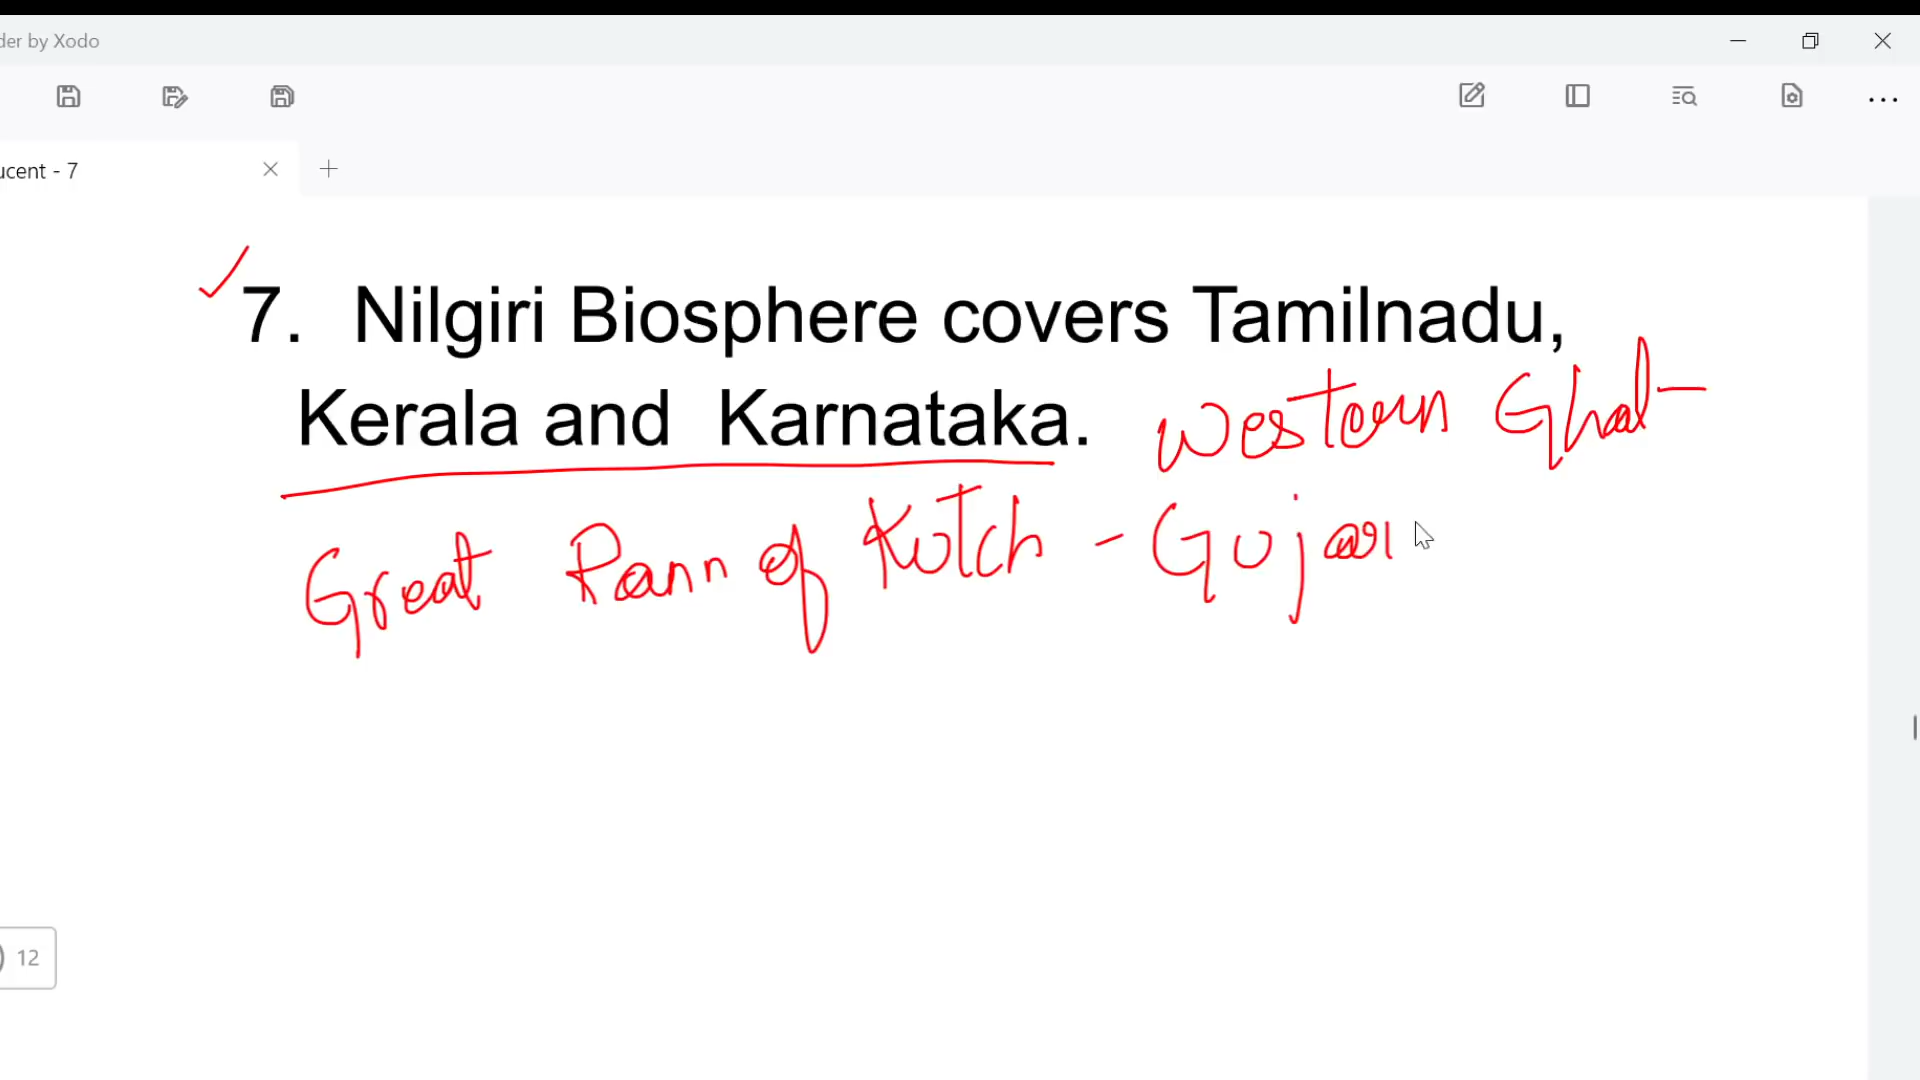 der by Xodo
ucent - 7
7. Nilgiri Biosphere covers Tamilnadu,
Kerala and Karnataka.
Western Ghat
Great Rann of Kutch - Gujar
12